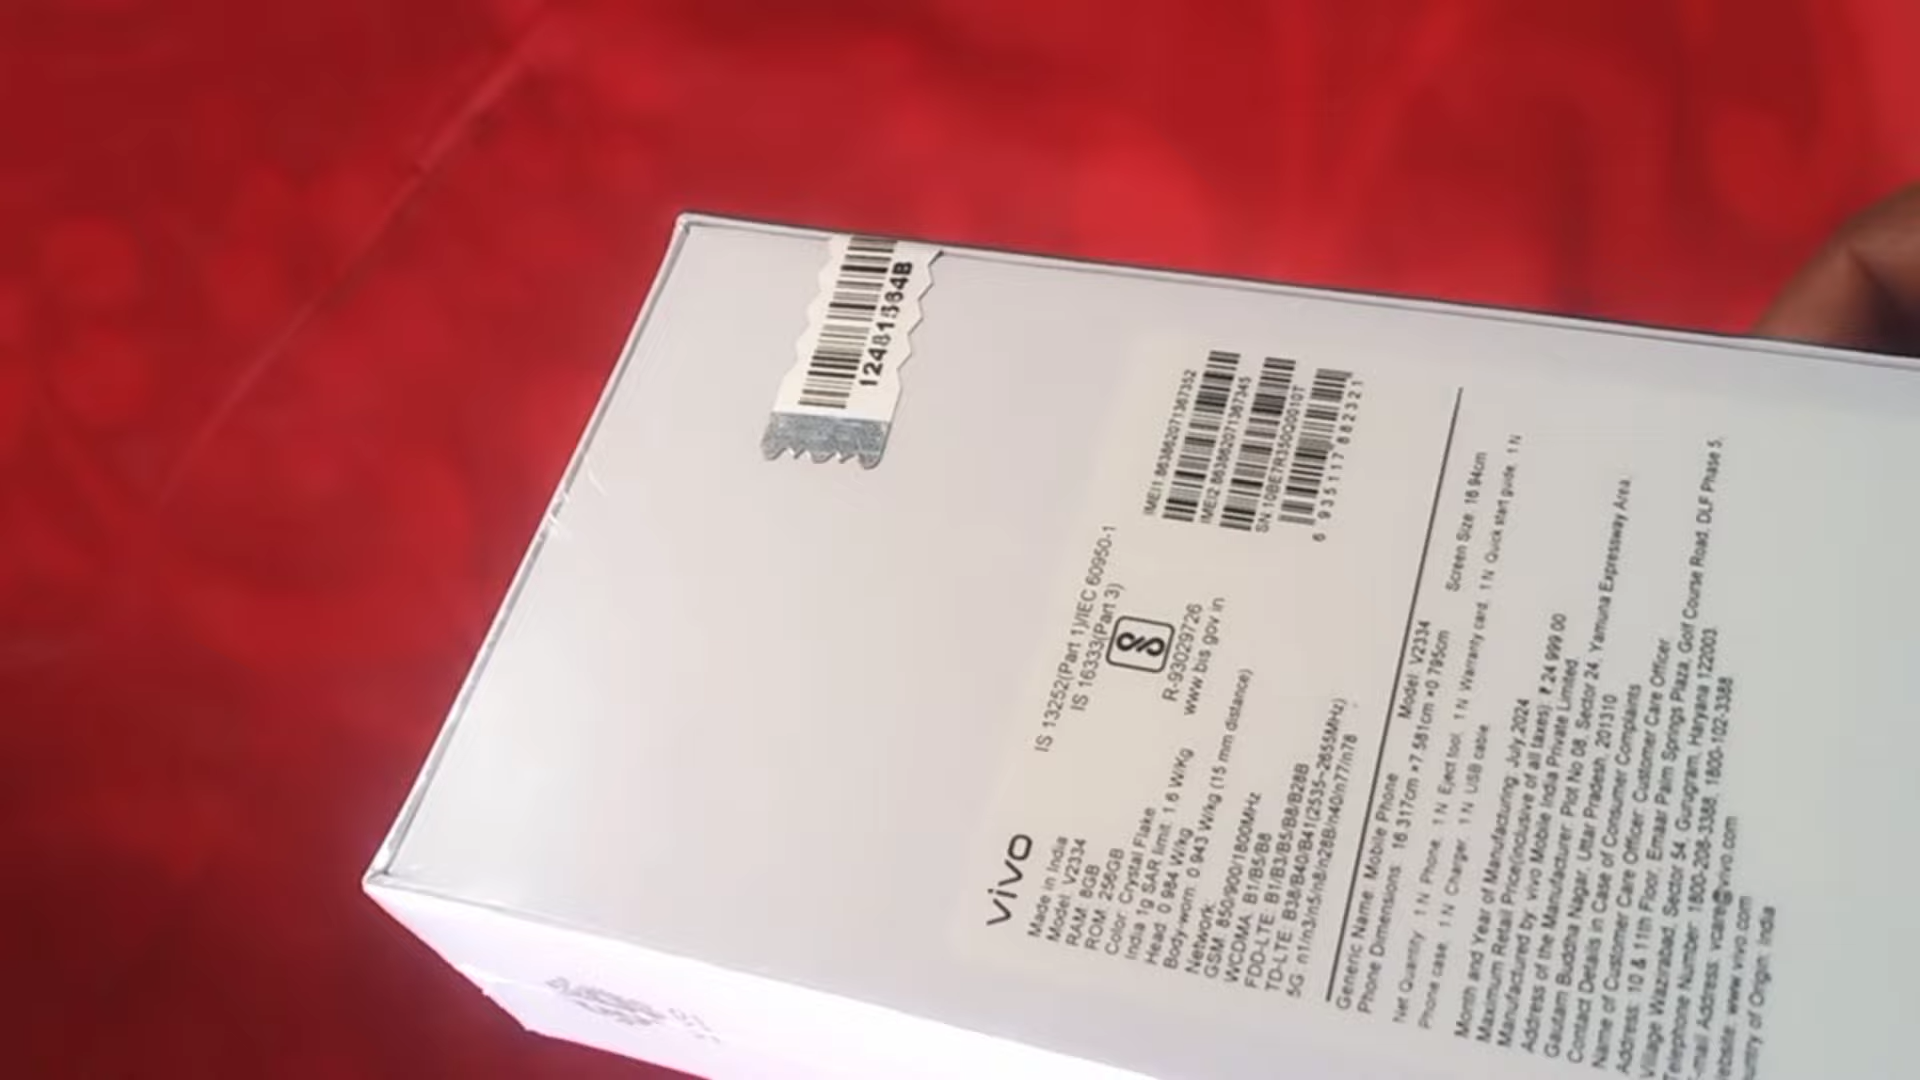 vivo
Made in India
Model: V2334
RAM: 8GB
ROM: 256GB
Color: Crystal Flake
India 1g SAR limit: 1.6 W/Kg
Head: 0.984 W/kg
Body-worn: 0.943 W/kg (15 mm distance)
Network:
GSM: 850/900/1800MHz
WCDMA: B1/B5/B8
FDD-LTE: B1/B3/B5/B8/B28B
TD-LTE: B38/B40/B41(2535~2655MHz)
5G: n1/n3/n5/n8/n28B/n40/n77/n78
IS 13252(Part 1)/IEC 60950-1
IS 16333(Part 3)
R-93029726
www.bis.gov.in
IMEI1:
IMEI2:
6 935117 882321
Generic Name: Mobile Phone Model: V2334
Phone Dimensions: 16.317cm×7.581cm×0.795cm Screen Size: 16.94cm
Net Quantity: 1 N Phone, 1 N Eject tool, 1 N Warranty card, 1 N Quick start guide, 1 N
Phone case, 1 N Charger, 1 N USB cable
Month and Year of Manufacturing: July,2024
Maximum Retail Price(inclusive of all taxes): ₹ 24,999.00
Manufactured by: vivo Mobile India Private Limited
Address of the Manufacturer: Plot No 08, Sector 24, Yamuna Expressway Area,
Gautam Buddha Nagar, Uttar Pradesh, 201310
Contact Details in Case of Consumer Complaints
Name of Customer Care Officer: Customer Care Officer
Address: 10 & 11th Floor, Emaar Palm Springs Plaza, Golf Course Road, DLF Phase 5,
Village Wazirabad, Sector 54, Gurugram, Haryana 122003
Telephone Number: 1800-208-3388, 1800-102-3388
E-mail Address: vcare@vivo.com
ebsite: www.vivo.com
ountry of Origin: India